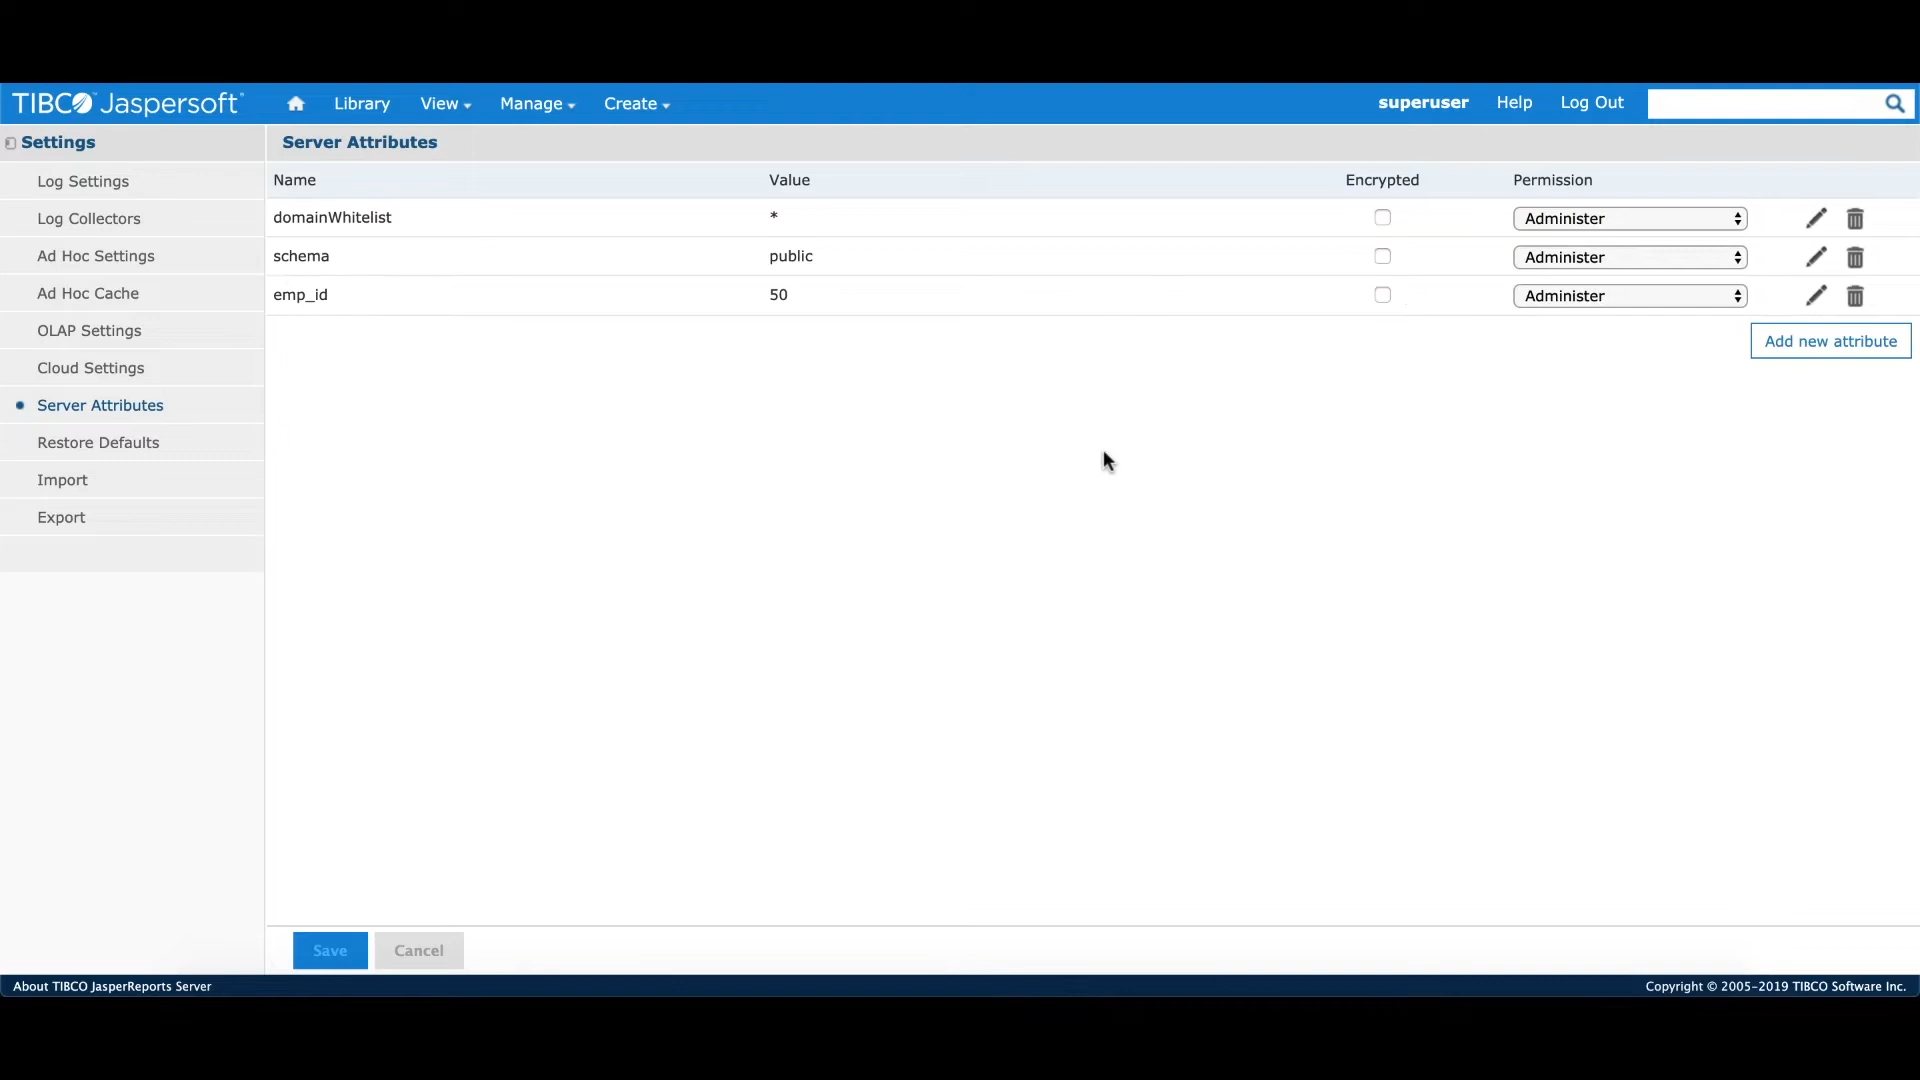 TIBCO Jaspersoft Library View Manage Create superuser Help Log Out
Settings
Server Attributes
Log Settings
Log Collectors
Ad Hoc Settings
Ad Hoc Cache
OLAP Settings
Cloud Settings
Server Attributes
Restore Defaults
Import
Export
Name Value Encrypted Permission
domainWhitelist * Administer
schema public Administer
emp_id 50 Administer
Add new attribute
Save Cancel
About TIBCO JasperReports Server Copyright © 2005-2019 TIBCO Software Inc.